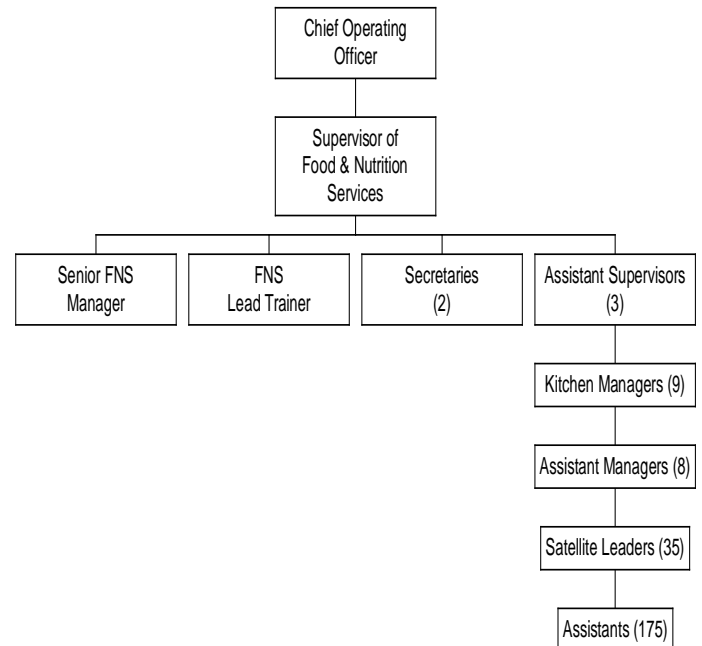 Chief Operating
Officer
Supervisor of
Food & Nutrition
Services
Senior FNS
Manager
FNS
Lead Trainer
Secretaries
(2)
Assistant Supervisors
(3)
Kitchen Managers (9)
Assistant Managers (8)
Satellite Leaders (35)
Assistants (175)